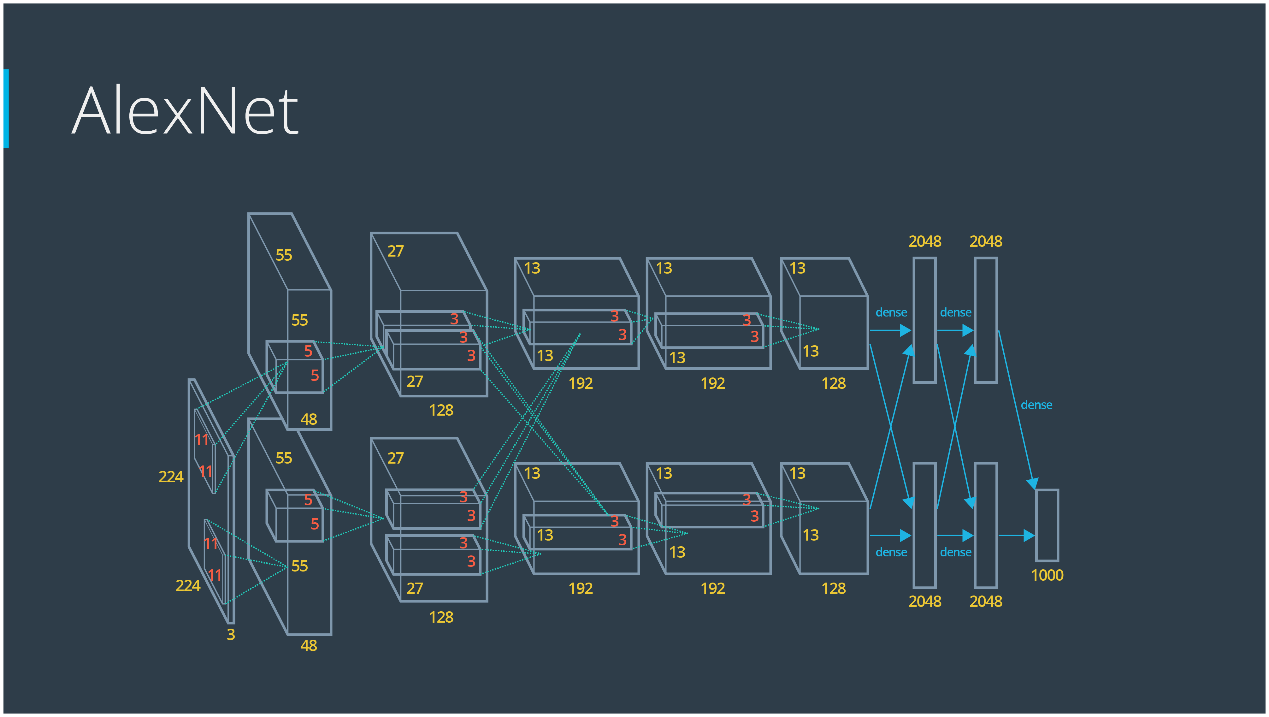 AlexNet
2048 2048
55 27 13 13 13
dense dense
55 3 3 3
3 3 3
5 3 13 13 13
5 27 192 192 128
48 128
dense
11 55 27 13 13 13
11
224 5 3
5 3 3 3
3 3
11 3 13 13
11 55 3 13 dense dense
224 27 192 192 128 1000
128 2048 2048
3
48